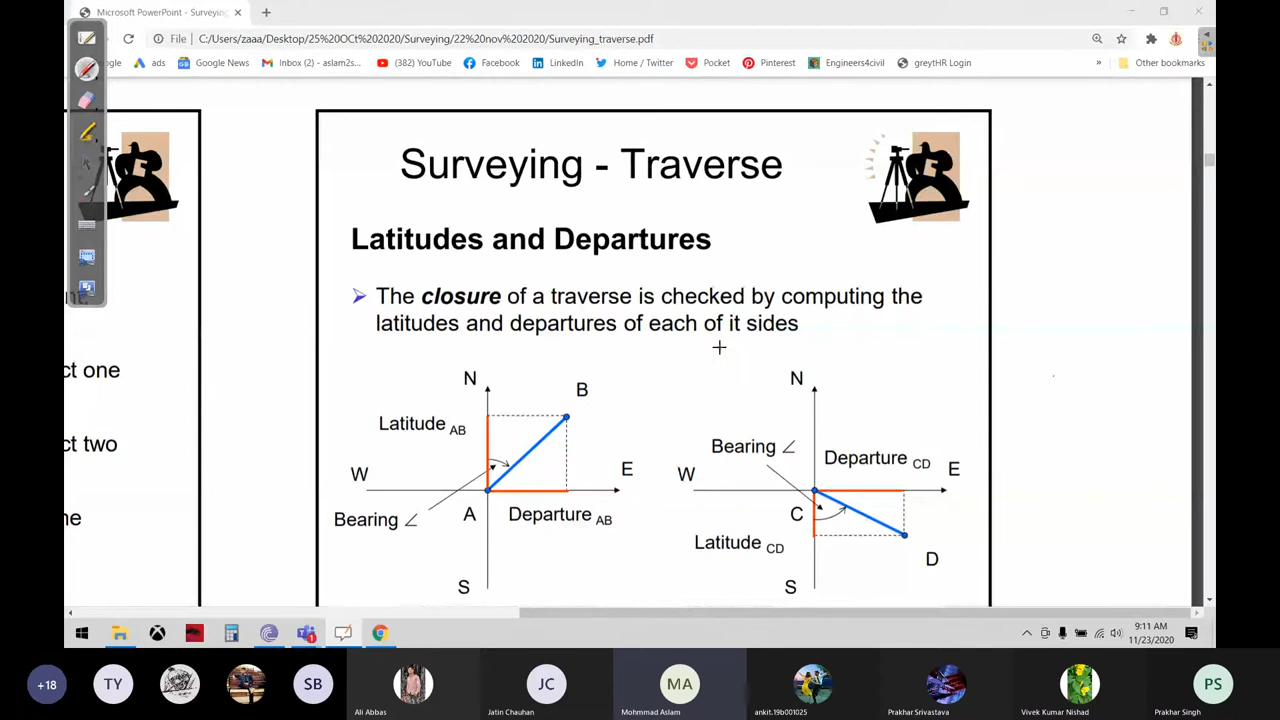 Microsoft PowerPoint - Surveying
File
C:/Users/zaaa/Desktop/25%20OCt%202020/Surveying/22%20nov%202020/Surveying_traverse.pdf
ogle
ads
Google News
Inbox (2) - aslam2s...
(382) YouTube
Facebook
LinkedIn
Home / Twitter
Pocket
Pinterest
Engineers4civil
greytHR Login
»
Other bookmarks
ct one
ct two
ne
Surveying - Traverse
Latitudes and Departures
The closure of a traverse is checked by computing the
latitudes and departures of each of it sides
N
B
Latitude AB
W
E
Bearing ∠
A
Departure AB
S
N
Bearing ∠
Departure CD
W
E
C
Latitude CD
D
S
9:11 AM
11/23/2020
+18
TY
SB
Ali Abbas
JC
Jatin Chauhan
MA
Mohmmad Aslam
ankit.19b001025
Prakhar Srivastava
Vivek Kumar Nishad
PS
Prakhar Singh